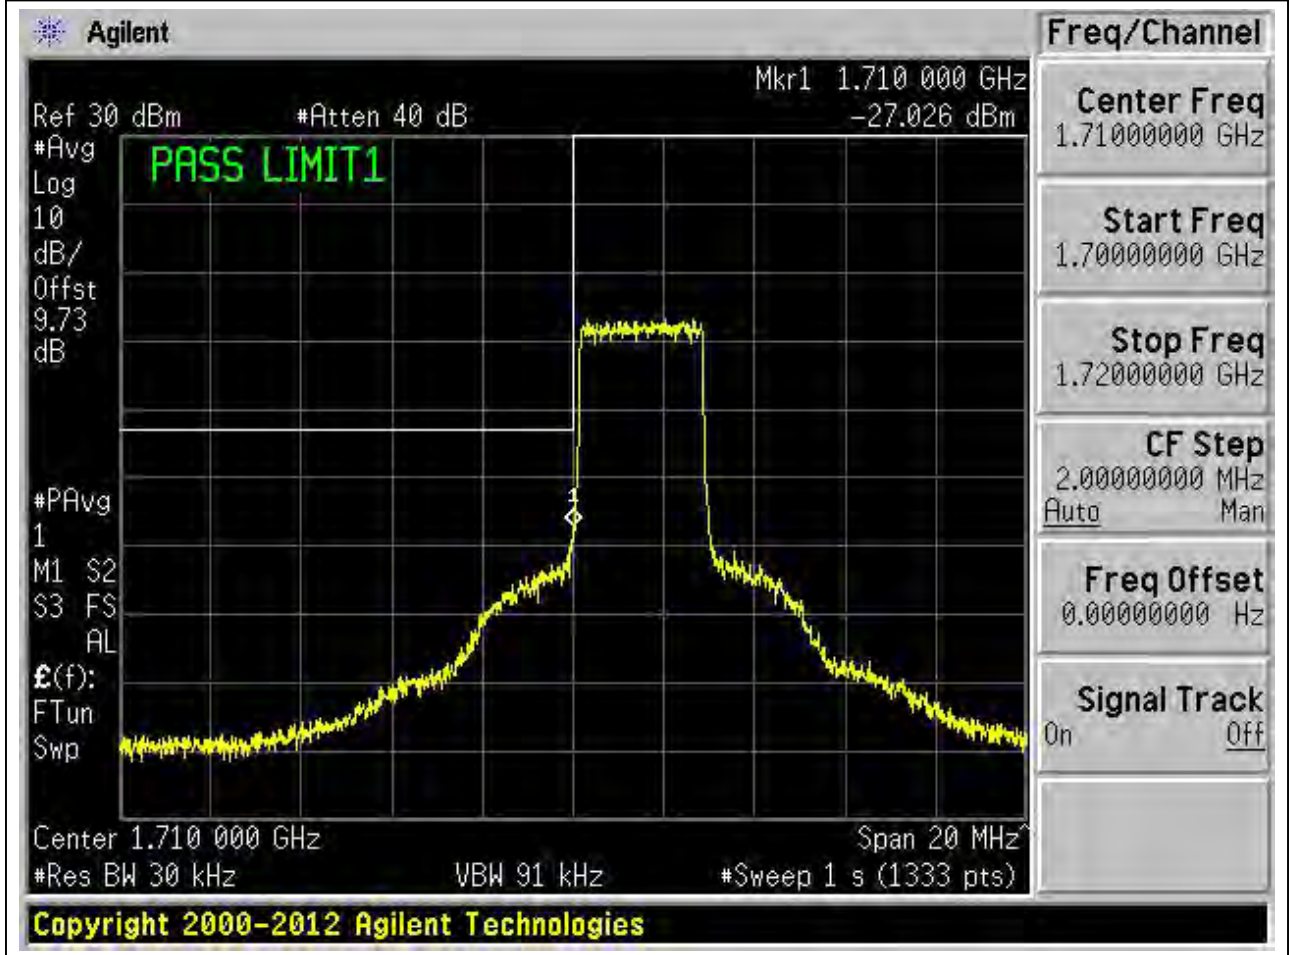 Agilent
Freq/Channel
Mkr1 1.710 000 GHz
Ref 30 dBm #Atten 40 dB -27.026 dBm
#Avg
Log
10
dB/
Offst
9.73
dB
PASS LIMIT1
1
#PAvg
1
M1 S2
S3 FS
AL
£(f):
FTun
Swp
Center 1.710 000 GHz Span 20 MHz^
#Res BW 30 kHz VBW 91 kHz #Sweep 1 s (1333 pts)
Center Freq
1.71000000 GHz
Start Freq
1.70000000 GHz
Stop Freq
1.72000000 GHz
CF Step
2.00000000 MHz
Auto Man
Freq Offset
0.00000000 Hz
Signal Track
On Off
Copyright 2000-2012 Agilent Technologies